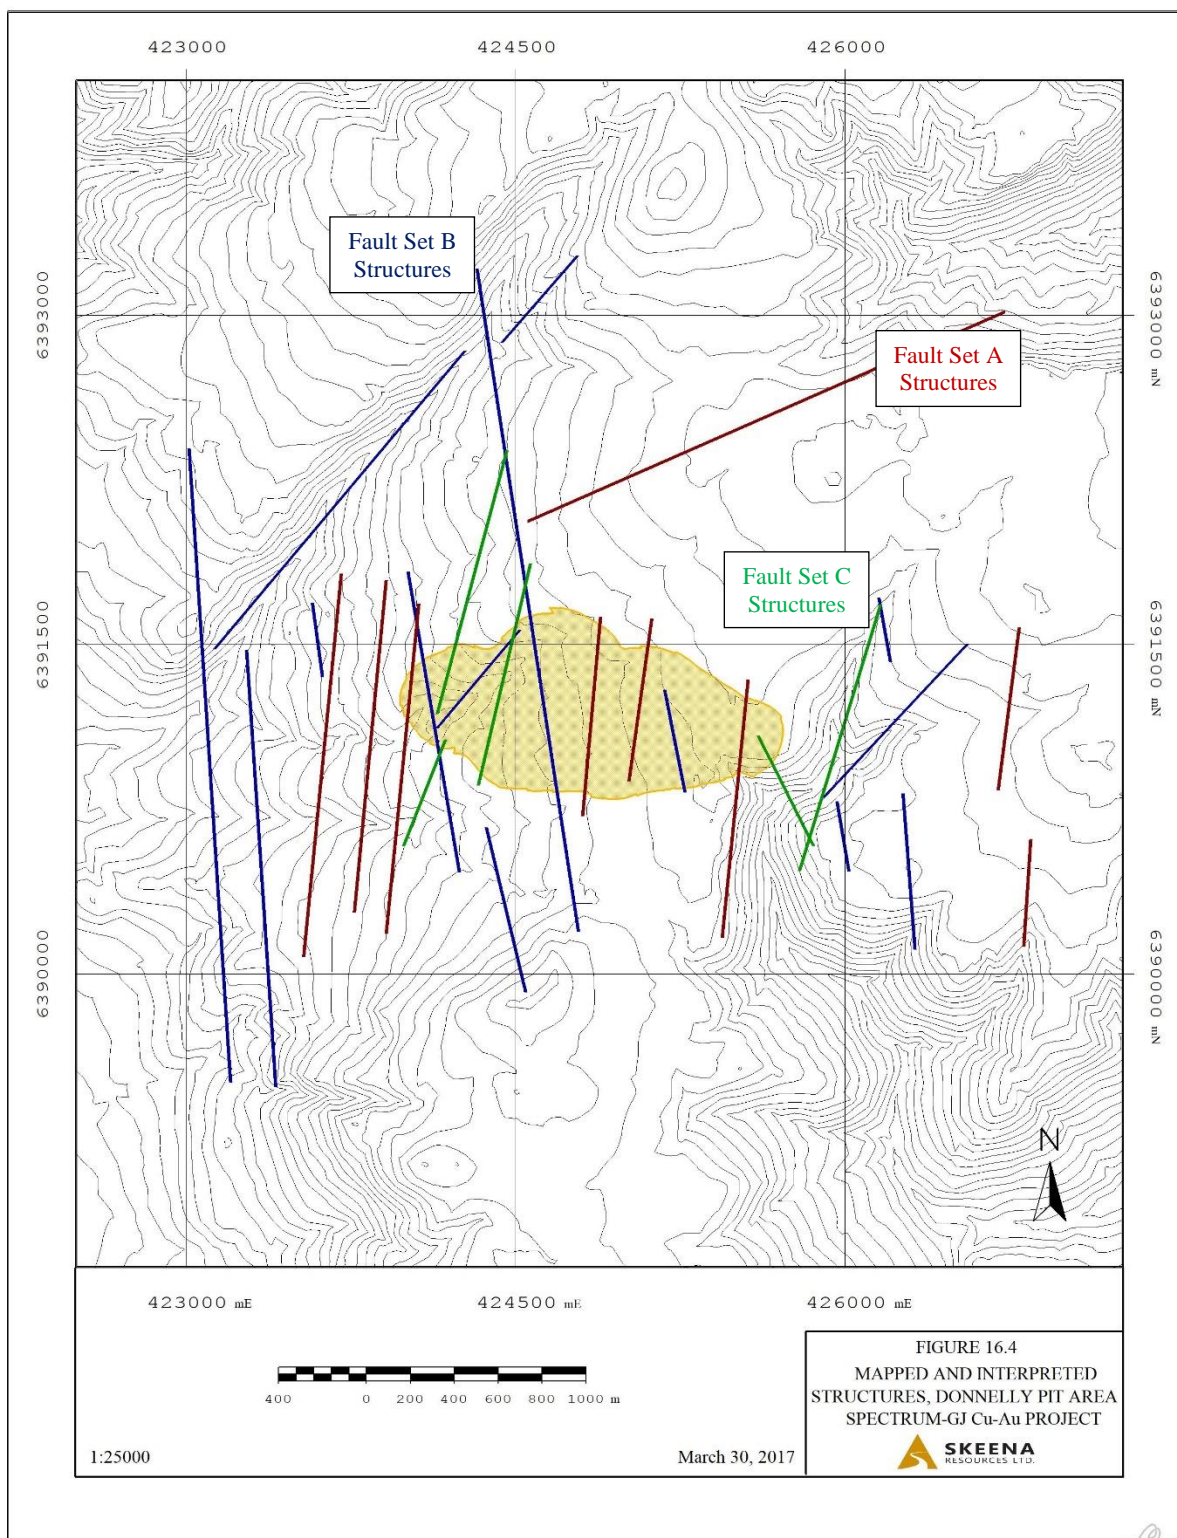 423000 424500 426000
Fault Set B
Structures
6393000
6393000 mN
Fault Set A
Structures
Fault Set C
Structures
6391500
6391500 mN
6390000
6390000 mN
N
423000 mE 424500 mE 426000 mE
400 0 200 400 600 800 1000 m
FIGURE 16.4
MAPPED AND INTERPRETED
STRUCTURES, DONNELLY PIT AREA
SPECTRUM-GJ Cu-Au PROJECT
SKEENA
RESOURCES LTD.
1:25000
March 30, 2017